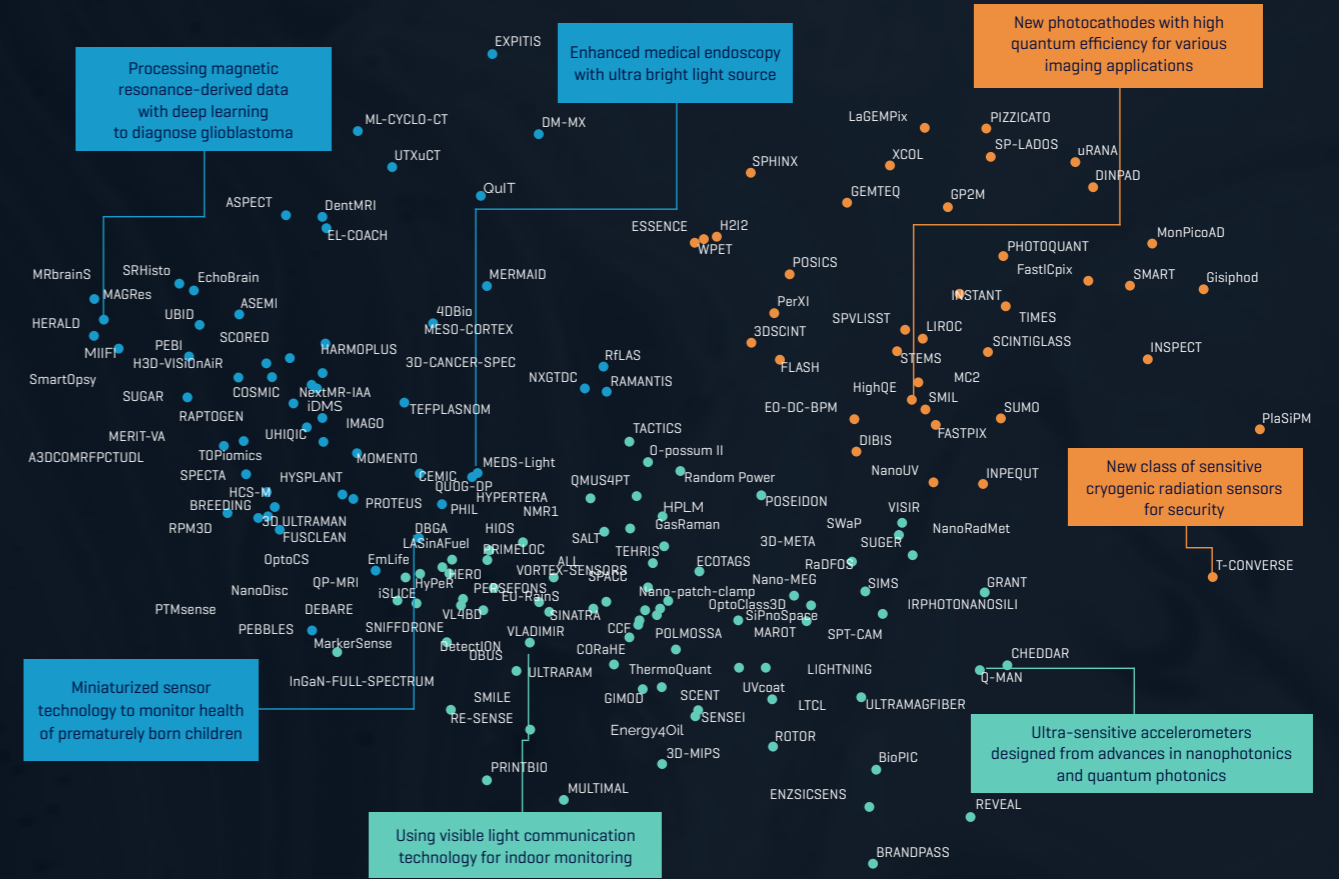 EXPITIS
Processing magnetic
resonance-derived data
with deep learning
to diagnose glioblastoma
Enhanced medical endoscopy
with ultra bright light source
New photocathodes with high
quantum efficiency for various
imaging applications
ML-CYCLO-CT
DM-MX
UTXuCT
QuIT
ASPECT
DentMRI
EL-COACH
LaGEMPix
PIZZICATO
SP-LADOS
uRANA
XCOL
DINPAD
SPHINX
GEMTEQ
GP2M
ESSENCE
H2I2
WPET
MonPicoAD
PHOTOQUANT
FastICpix
SMART
Gisiphod
POSICS
INSTANT
TIMES
PerXI
SPVLISST
LIROC
3DSCINT
SCINTIGLASS
STEMS
INSPECT
FLASH
MC2
HighQE
SMIL
EO-DC-BPM
SUMO
FASTPIX
PlaSiPM
DIBIS
NanoUV
INPEQUT
MRbrainS
SRHisto
EchoBrain
MAGRes
MERMAID
HERALD
UBID
ASEMI
4DBio
MESO-CORTEX
SCORED
MIIFI
PEBI
H3D-VISiOnAiR
HARMOPLUS
3D-CANCER-SPEC
RfLAS
NXGTDC
RAMANTIS
SmartOpsy
SUGAR
COSMIC
NextMR-IAA
iDMS
TEFPLASNOM
RAPTOGEN
IMAGO
MERIT-VA
UHIQIC
TACTICS
A3DCOMRFPCTUDL
TOPiomics
MOMENTO
MEDS-Light
O-possum II
SPECTA
HYSPLANT
CEMIC
QUOG-DP
QMUS4PT
Random Power
HCS-M
BREEDING
PROTEUS
HYPERTERA
PHIL
NMR1
HPLM
POSEIDON
VISIR
RPM3D
3D ULTRAMAN
FUSCLEAN
DBGA
HIOS
GasRaman
SWaP
NanoRadMet
LASinAFuel
SALT
3D-META
SUGER
OptoCS
EmLife
PRIMELOC
TEHRIS
ECOTAGS
RaDFOS
ALL
VORTEX-SENSORS
NanoDisc
QP-MRI
HyPeR
HERO
SPACC
Nano-MEG
SIMS
GRANT
iSLICE
PERSEFONS
EU-RainS
Nano-patch-clamp
OptoClass3D
IRPHOTONANOSILI
PTMsense
DEBARE
VL4BD
SINATRA
SiPnoSpace
PEBBLES
SNIFFDRONE
VLADIMIR
CCF
POLMOSSA
MAROT
SPT-CAM
MarkerSense
DetectION
OBUS
CORaHE
CHEDDAR
Q-MAN
InGaN-FULL-SPECTRUM
ULTRARAM
ThermoQuant
LIGHTNING
SMILE
GIMOD
SCENT
UVcoat
LTCL
ULTRAMAGFIBER
RE-SENSE
SENSEI
Energy4Oil
ROTOR
3D-MIPS
BioPIC
PRINTBIO
MULTIMAL
ENZSICSENS
REVEAL
BRANDPASS
New class of sensitive
cryogenic radiation sensors
for security
T-CONVERSE
Miniaturized sensor
technology to monitor health
of prematurely born children
Ultra-sensitive accelerometers
designed from advances in nanophotonics
and quantum photonics
Using visible light communication
technology for indoor monitoring